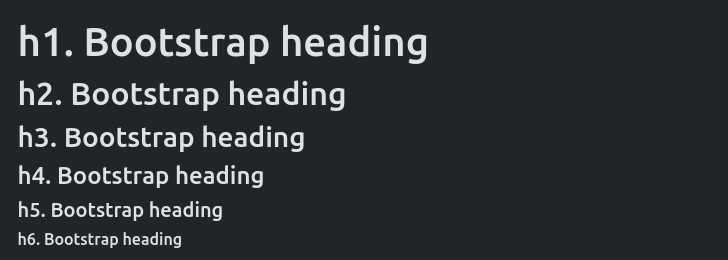 h1. Bootstrap heading
h2. Bootstrap heading
h3. Bootstrap heading
h4. Bootstrap heading
h5. Bootstrap heading
h6. Bootstrap heading